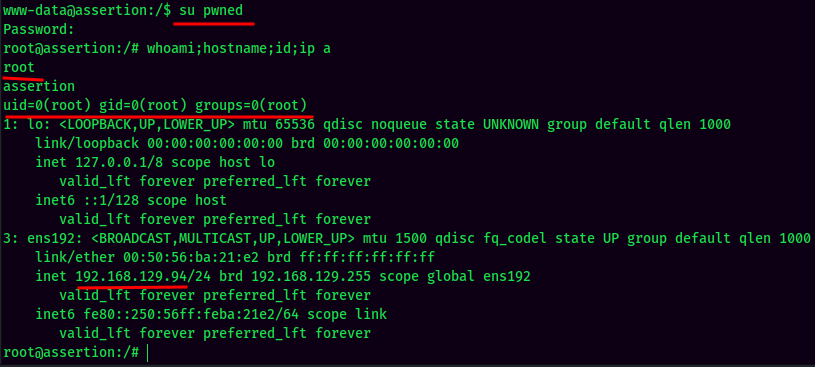 www-data@assertion:/$ su pwned
Password:
root@assertion:/# whoami;hostname;id;ip a
root
assertion
uid=0(root) gid=0(root) groups=0(root)
1: lo: <LOOPBACK,UP,LOWER_UP> mtu 65536 qdisc noqueue state UNKNOWN group default qlen 1000
    link/loopback 00:00:00:00:00:00 brd 00:00:00:00:00:00
    inet 127.0.0.1/8 scope host lo
       valid_lft forever preferred_lft forever
    inet6 ::1/128 scope host
       valid_lft forever preferred_lft forever
3: ens192: <BROADCAST,MULTICAST,UP,LOWER_UP> mtu 1500 qdisc fq_codel state UP group default qlen 1000
    link/ether 00:50:56:ba:21:e2 brd ff:ff:ff:ff:ff:ff
    inet 192.168.129.94/24 brd 192.168.129.255 scope global ens192
       valid_lft forever preferred_lft forever
    inet6 fe80::250:56ff:feba:21e2/64 scope link
       valid_lft forever preferred_lft forever
root@assertion:/#